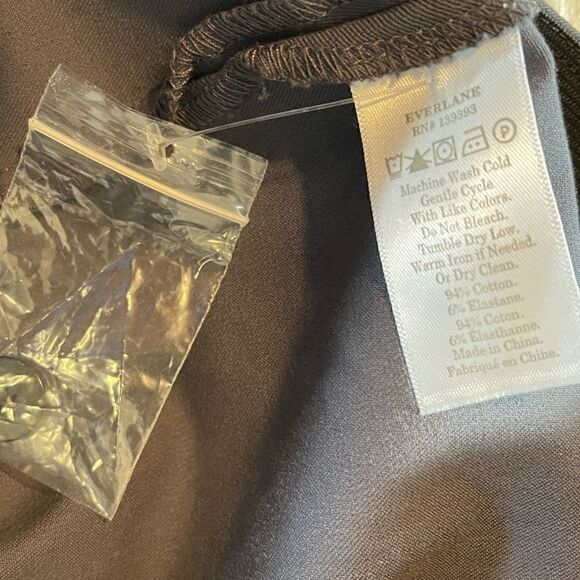 EVERLANE
RN# 139393
P
Machine Wash Cold
Gentle Cycle
With Like Colors.
Do Not Bleach.
Tumble Dry Low.
Warm Iron if Needed.
Or Dry Clean.
94% Cotton.
6% Elastane.
94% Coton.
6% Élasthanne.
Made in China.
Fabriqué en Chine.